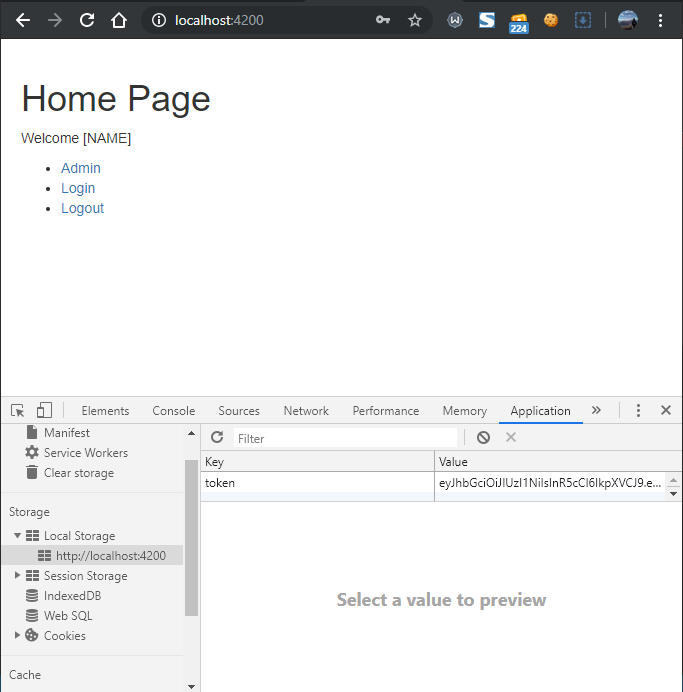 localhost:4200
224
Home Page
Welcome [NAME]
Admin
Login
Logout
Elements Console Sources Network Performance Memory Application
Manifest
Service Workers
Clear storage
Storage
Local Storage
http://localhost:4200
Session Storage
IndexedDB
Web SQL
Cookies
Cache
Filter
Key Value
token eyJhbGciOiJIUzI1NiIsInR5cCI6IkpXVCJ9.e...
Select a value to preview